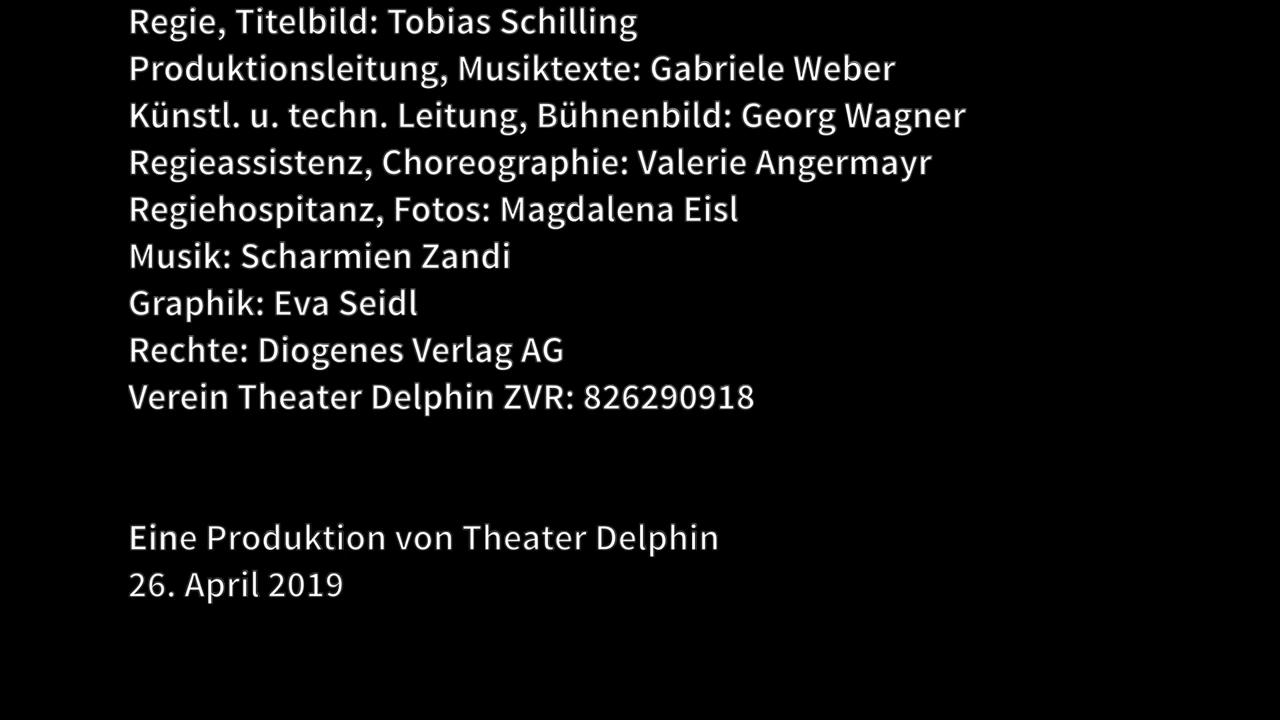 Regie, Titelbild: Tobias Schilling
Produktionsleitung, Musiktexte: Gabriele Weber
Künstl. u. techn. Leitung, Bühnenbild: Georg Wagner
Regieassistenz, Choreographie: Valerie Angermayr
Regiehospitanz, Fotos: Magdalena Eisl
Musik: Scharmien Zandi
Graphik: Eva Seidl
Rechte: Diogenes Verlag AG
Verein Theater Delphin ZVR: 826290918
Eine Produktion von Theater Delphin
26. April 2019